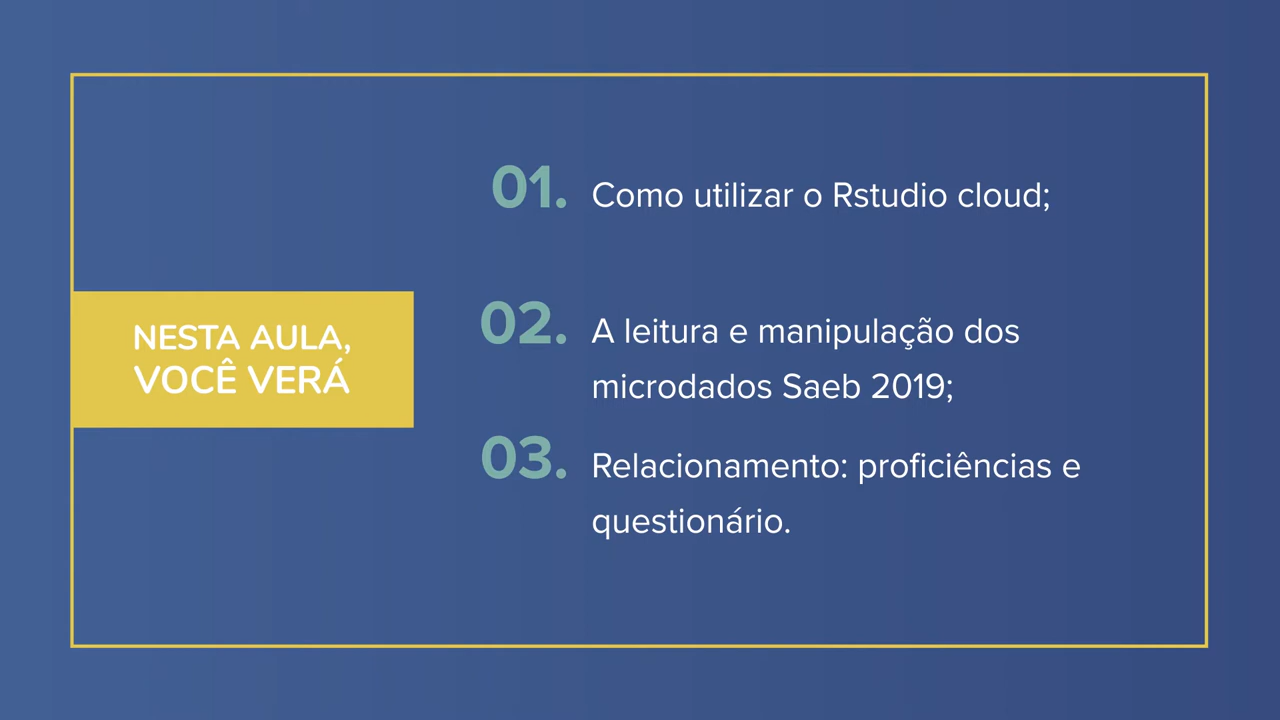 NESTA AULA,
VOCÊ VERÁ
01. Como utilizar o Rstudio cloud;
02. A leitura e manipulação dos
microdados Saeb 2019;
03. Relacionamento: proficiências e
questionário.